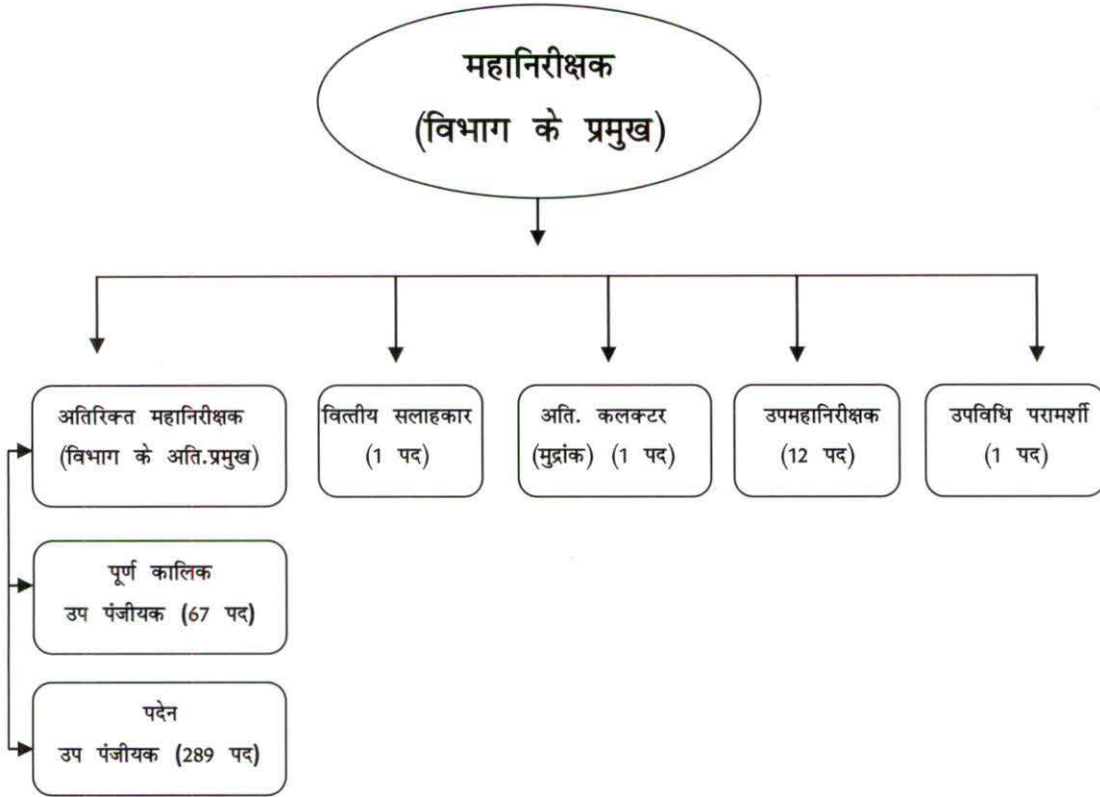 महानिरीक्षक
(विभाग के प्रमुख)
अतिरिक्त महानिरीक्षक
(विभाग के अति.प्रमुख)
वित्तीय सलाहकार
(1 पद)
अति. कलक्टर
(मुद्रांक) (1 पद)
उपमहानिरीक्षक
(12 पद)
उपविधि परामर्शी
(1 पद)
पूर्ण कालिक
उप पंजीयक (67 पद)
पदेन
उप पंजीयक (289 पद)